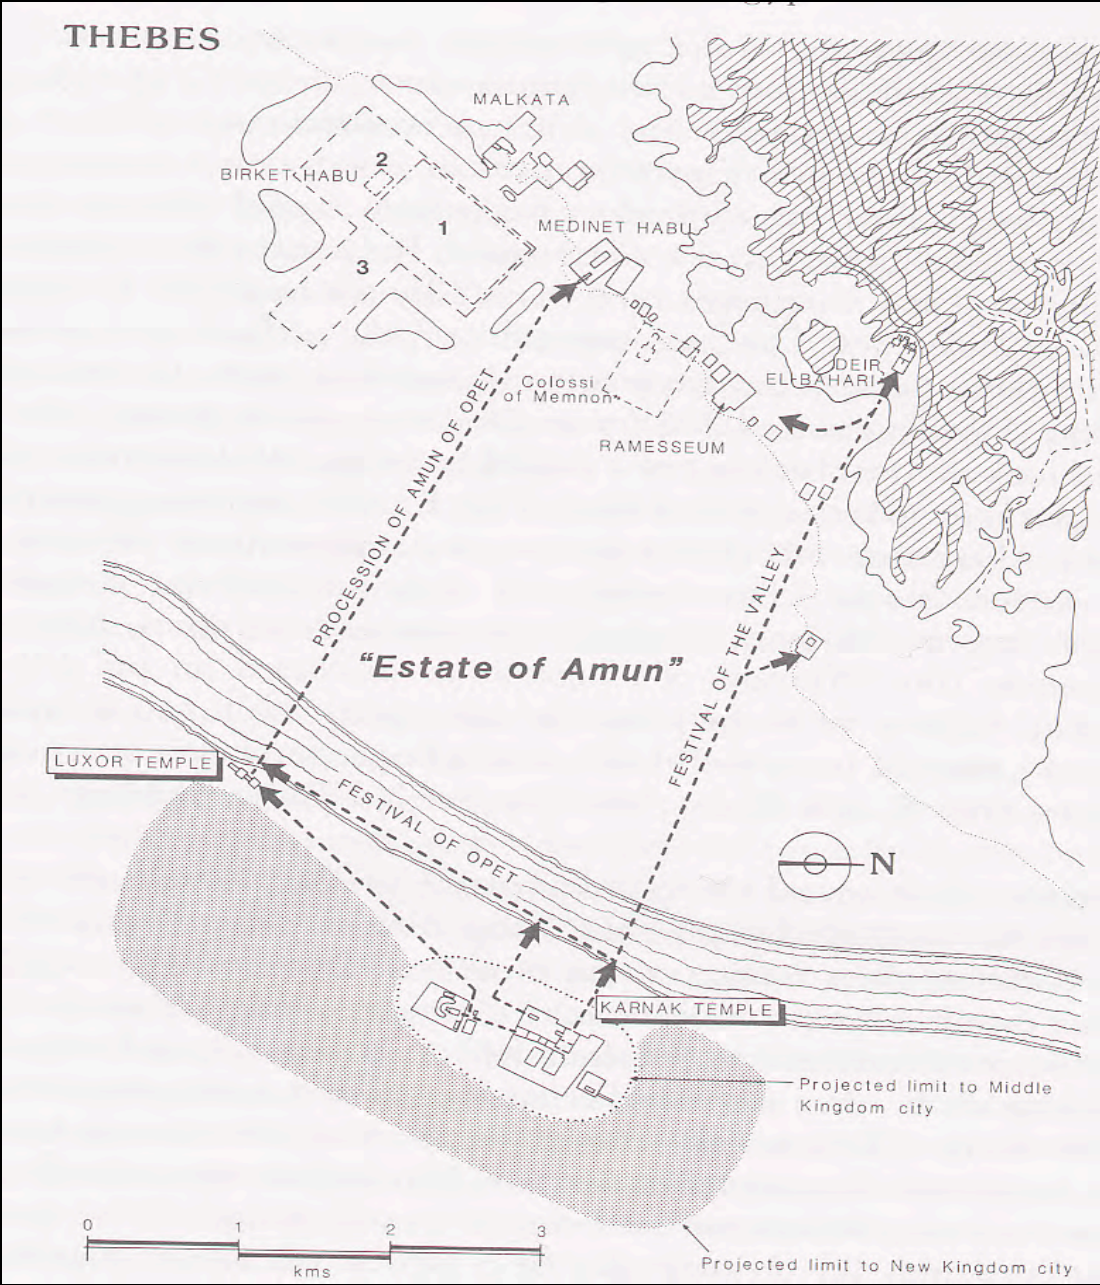 THEBES
MALKATA
2
BIRKET HABU
1
MEDINET HABU
3
DEIR
EL-BAHARI
Colossi
of Memnon
RAMESSEUM
PROCESSION OF AMUN OF OPET
FESTIVAL OF THE VALLEY
"Estate of Amun"
LUXOR TEMPLE
FESTIVAL OF OPET
N
KARNAK TEMPLE
Projected limit to Middle
Kingdom city
0 1 2 3
kms
Projected limit to New Kingdom city